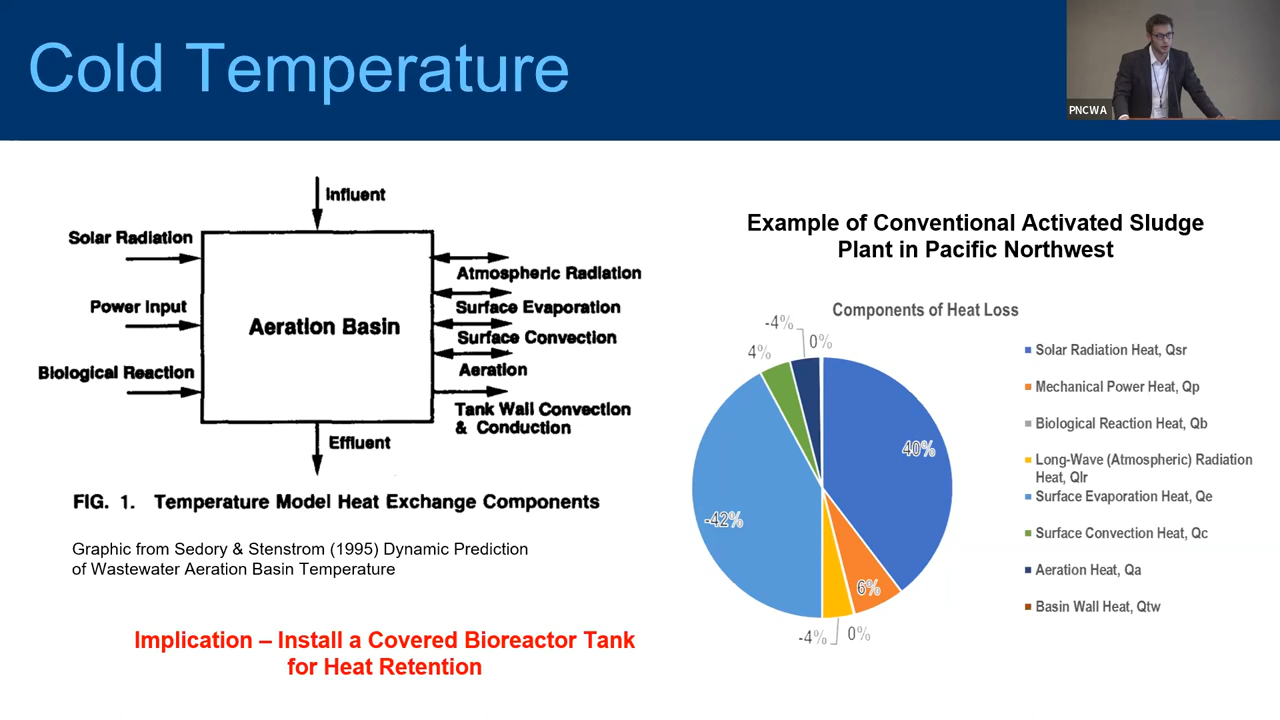 Cold Temperature
PNCWA
Influent
Solar Radiation
Power Input
Biological Reaction
Aeration Basin
Atmospheric Radiation
Surface Evaporation
Surface Convection
Aeration
Tank Wall Convection
& Conduction
Effluent
FIG. 1. Temperature Model Heat Exchange Components
Graphic from Sedory & Stenstrom (1995) Dynamic Prediction
of Wastewater Aeration Basin Temperature
Implication – Install a Covered Bioreactor Tank
for Heat Retention
Example of Conventional Activated Sludge
Plant in Pacific Northwest
Components of Heat Loss
-4%
0%
4%
40%
-42%
6%
-4%
0%
Solar Radiation Heat, Qsr
Mechanical Power Heat, Qp
Biological Reaction Heat, Qb
Long-Wave (Atmospheric) Radiation
Heat, Qlr
Surface Evaporation Heat, Qe
Surface Convection Heat, Qc
Aeration Heat, Qa
Basin Wall Heat, Qtw